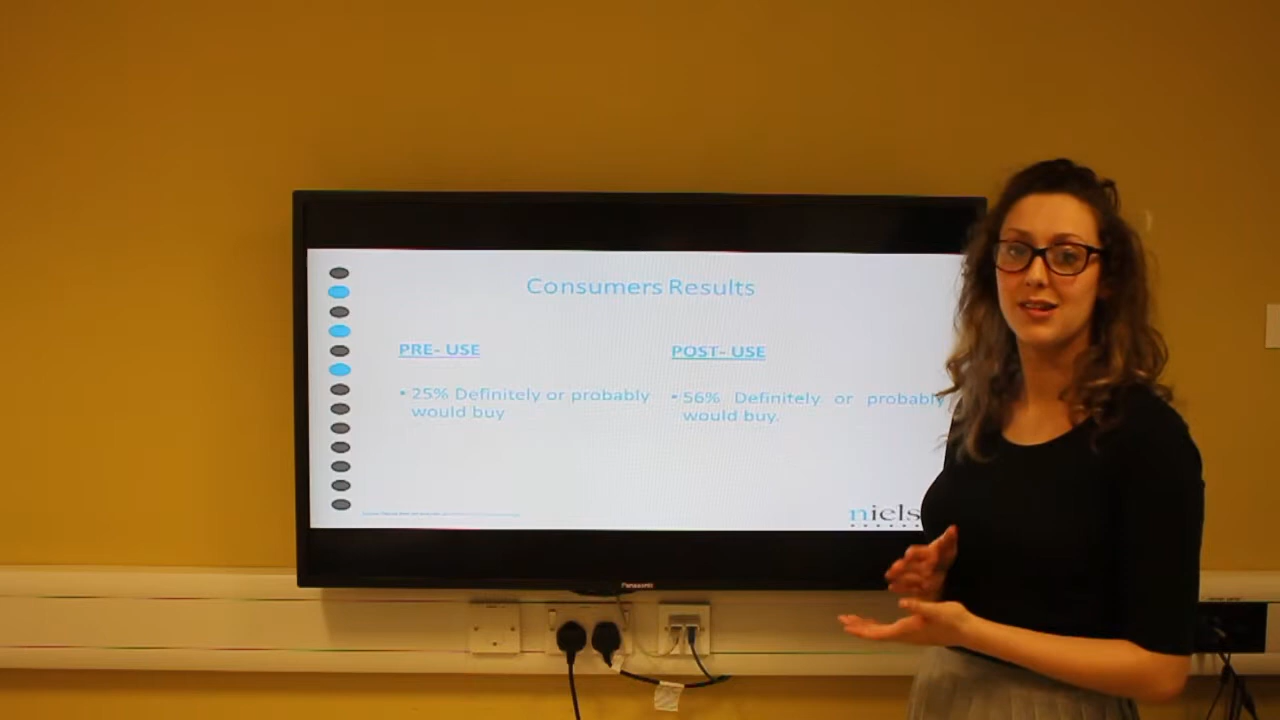 Consumers Results
PRE- USE
▪ 25% Definitely or probably
would buy
POST- USE
▪ 56% Definitely or probably
would buy.
niels
Panasonic